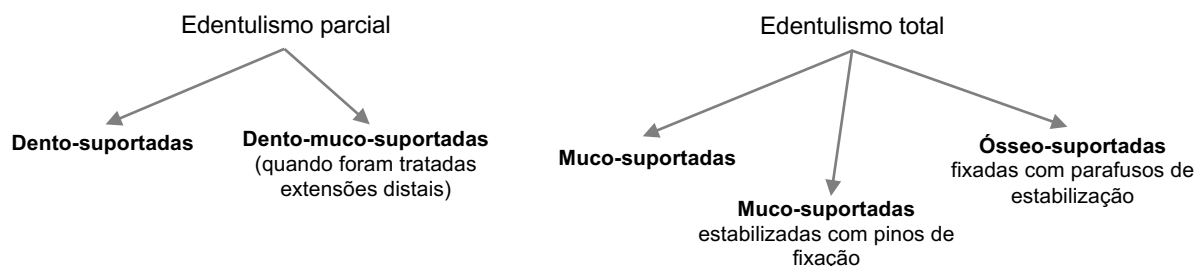 Edentulismo parcial
Dento-suportadas
Dento-muco-suportadas
(quando foram tratadas
extensões distais)
Edentulismo total
Muco-suportadas
Muco-suportadas
estabilizadas com pinos de
fixação
Ósseo-suportadas
fixadas com parafusos de
estabilização